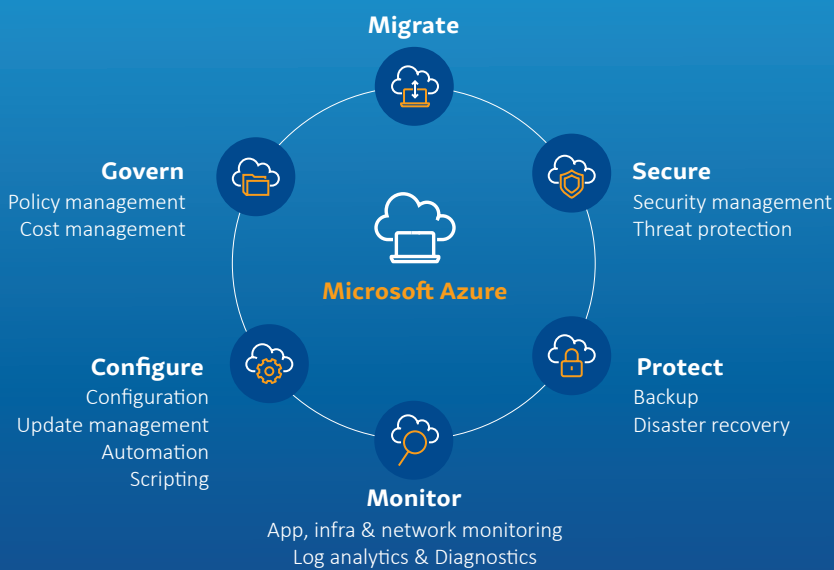 Migrate
Secure
Security management
Threat protection
Protect
Backup
Disaster recovery
Monitor
App, infra & network monitoring
Log analytics & Diagnostics
Configure
Configuration
Update management
Automation
Scripting
Govern
Policy management
Cost management
Microsoft Azure